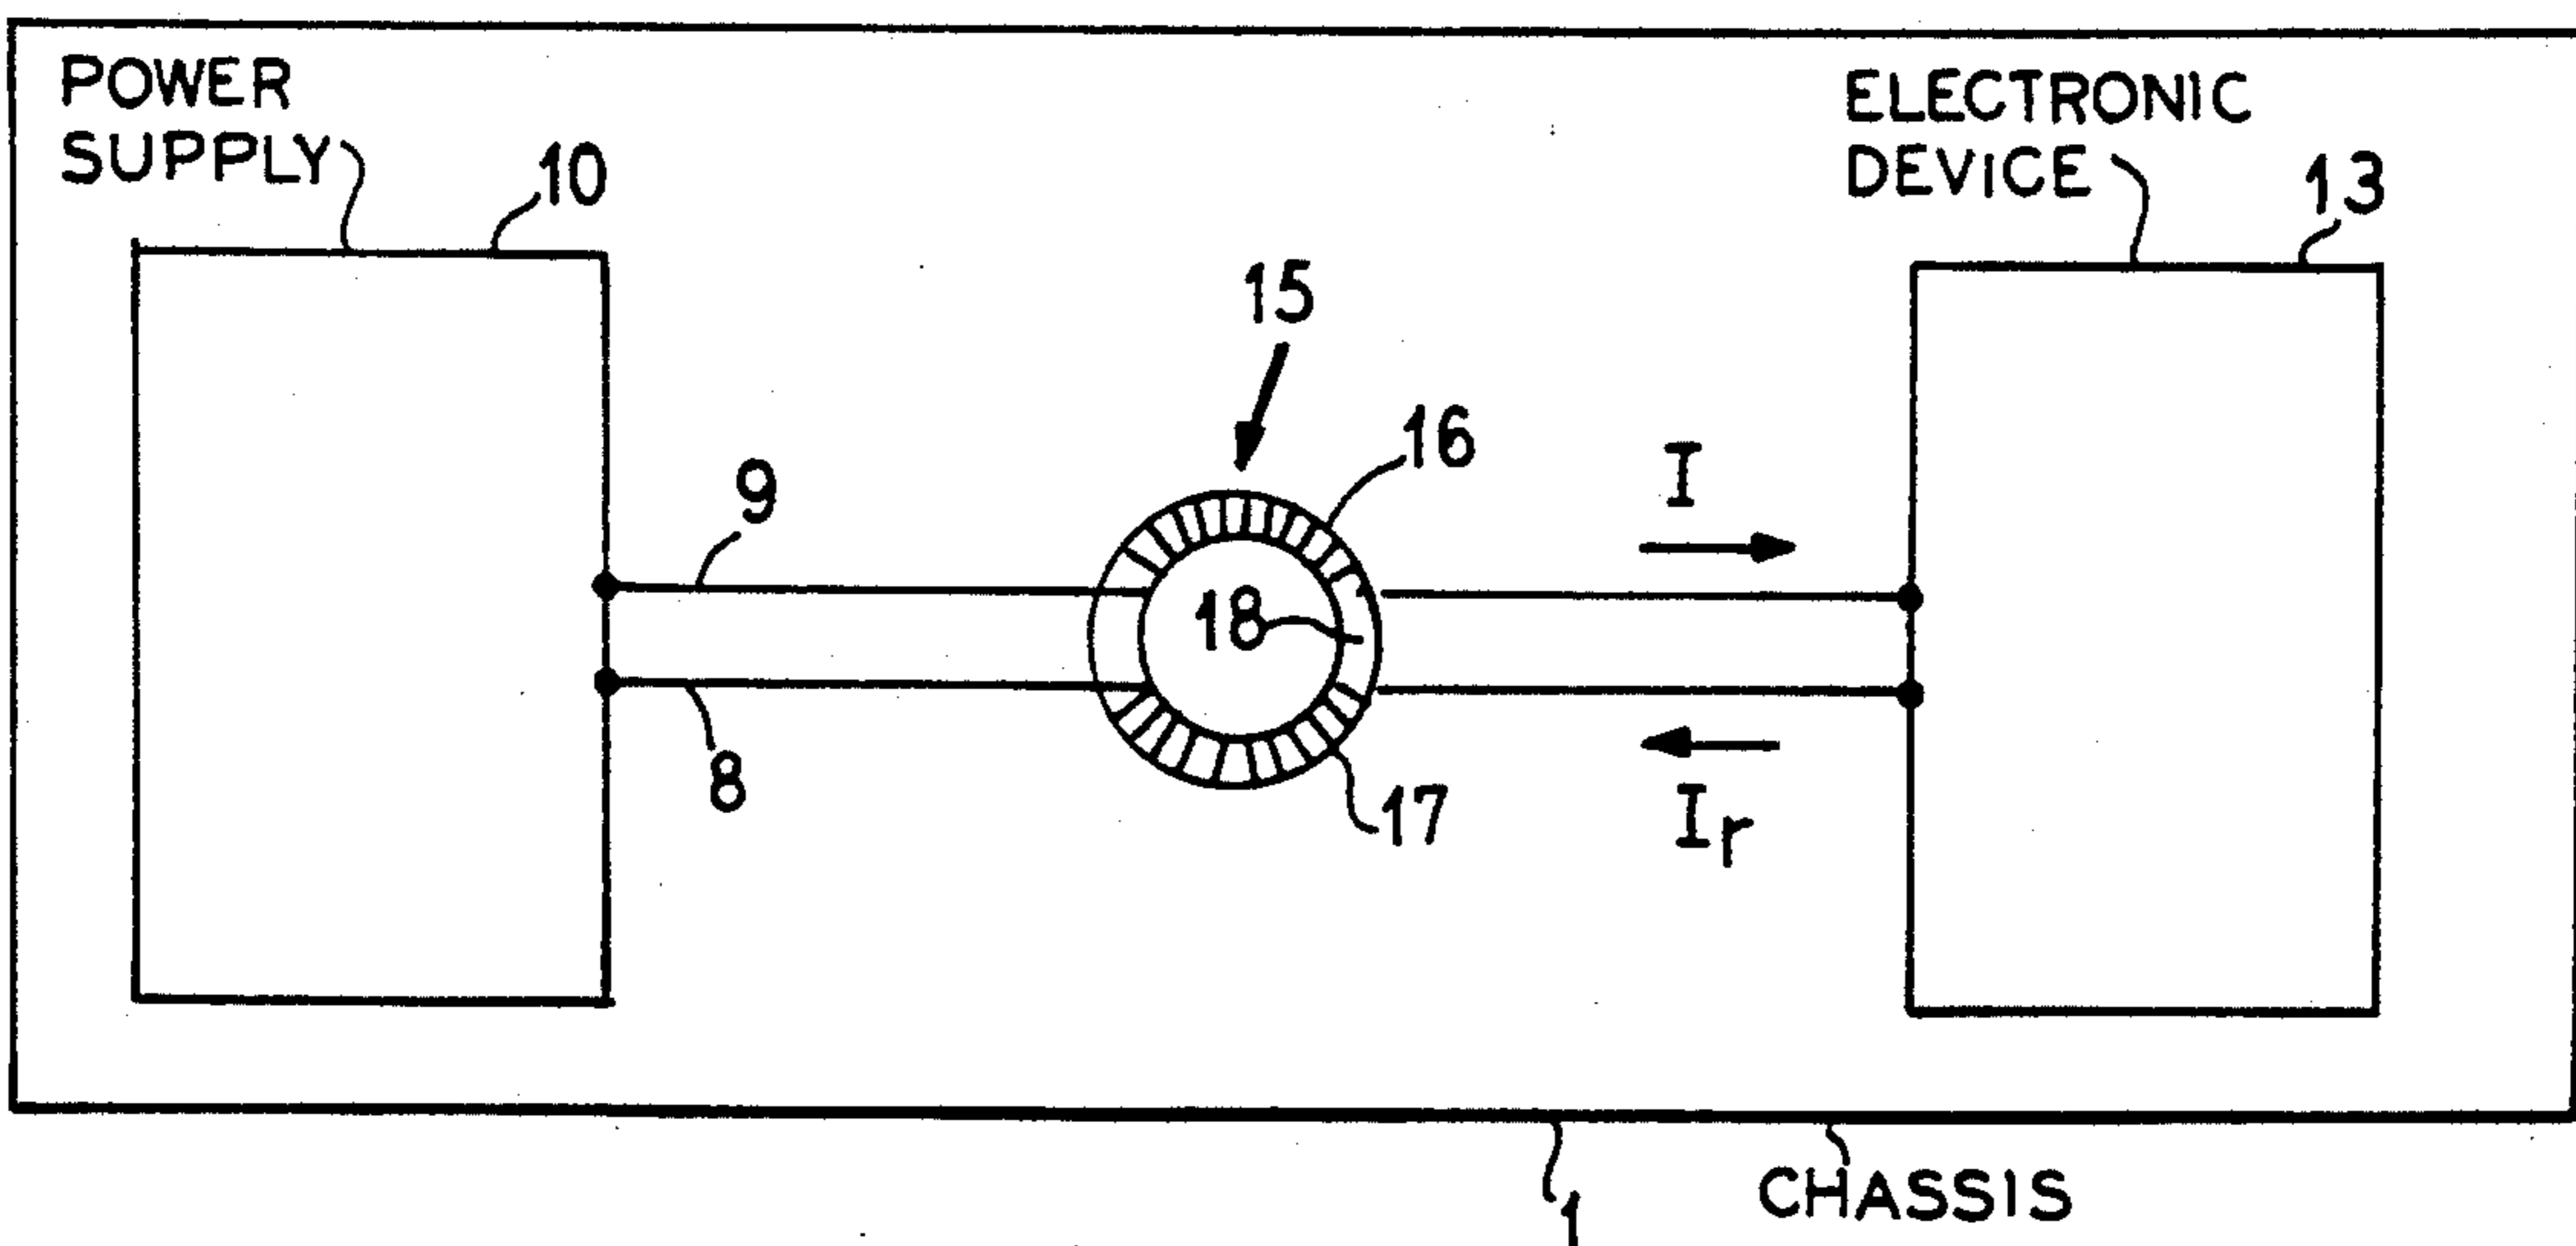 POWER
SUPPLY
10
ELECTRONIC
DEVICE
13
15
16
I
9
18
8
17
Ir
1
CHASSIS